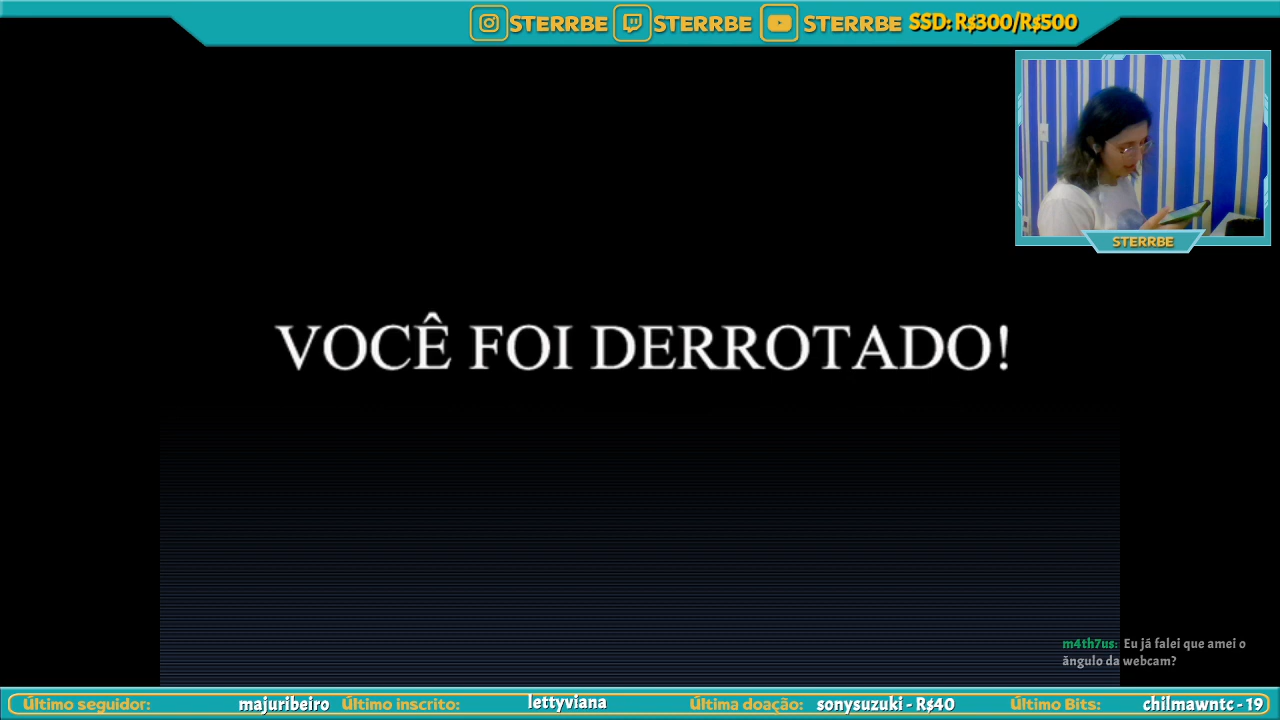 STERRBE STERRBE STERRBE SSD: R$300/R$500
STERRBE
VOCÊ FOI DERROTADO!
m4th7us: Eu já falei que amei o
ângulo da webcam?
Último seguidor: majuribeiro Último inscrito: lettyviana Última doação: sonysuzuki - R$40 Último Bits: chilmawntc - 19